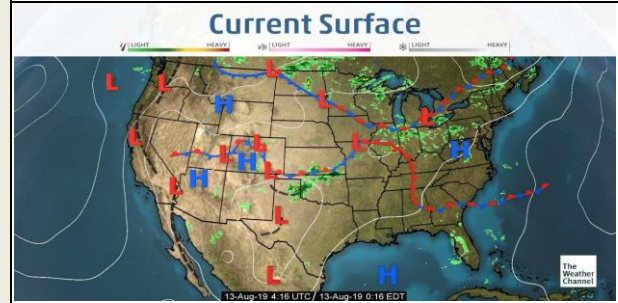 Current Surface
LIGHT HEAVY LIGHT HEAVY LIGHT HEAVY
L
L
L
L
H
L
L
L
H
L
L
H
L
H
L
L
L
H
The
Weather
Channel
13-Aug-19 4:16 UTC / 13-Aug-19 0:16 EDT